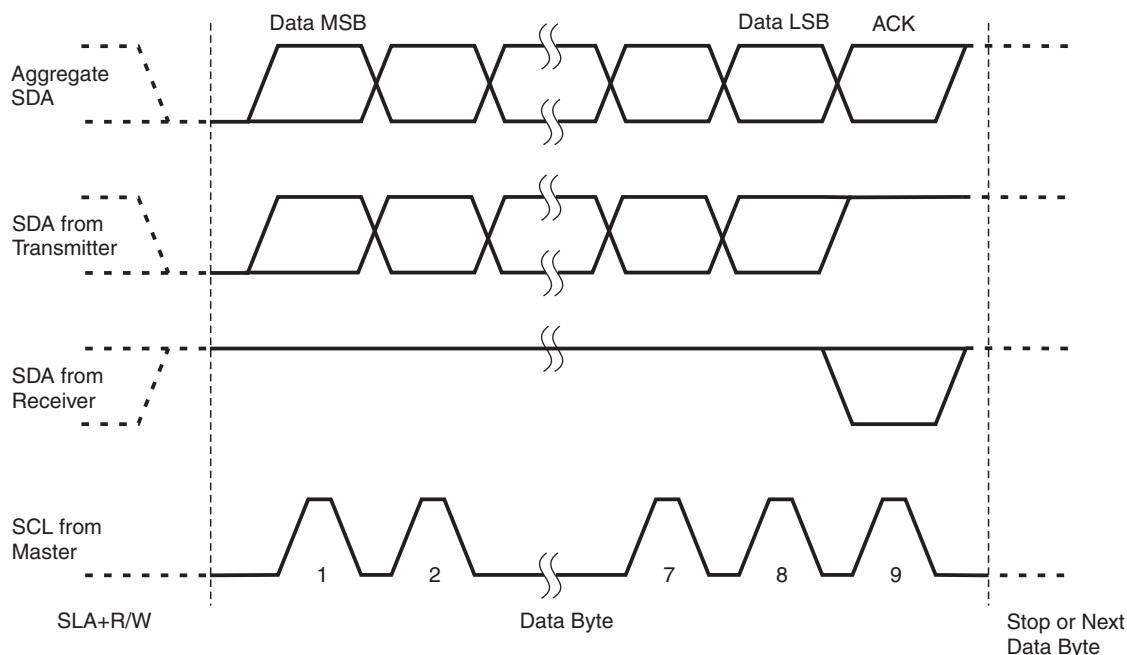 Data MSB
Data LSB
ACK
Aggregate
SDA
SDA from
Transmitter
SDA from
Receiver
SCL from
Master
1
2
7
8
9
SLA+R/W
Data Byte
Stop or Next
Data Byte